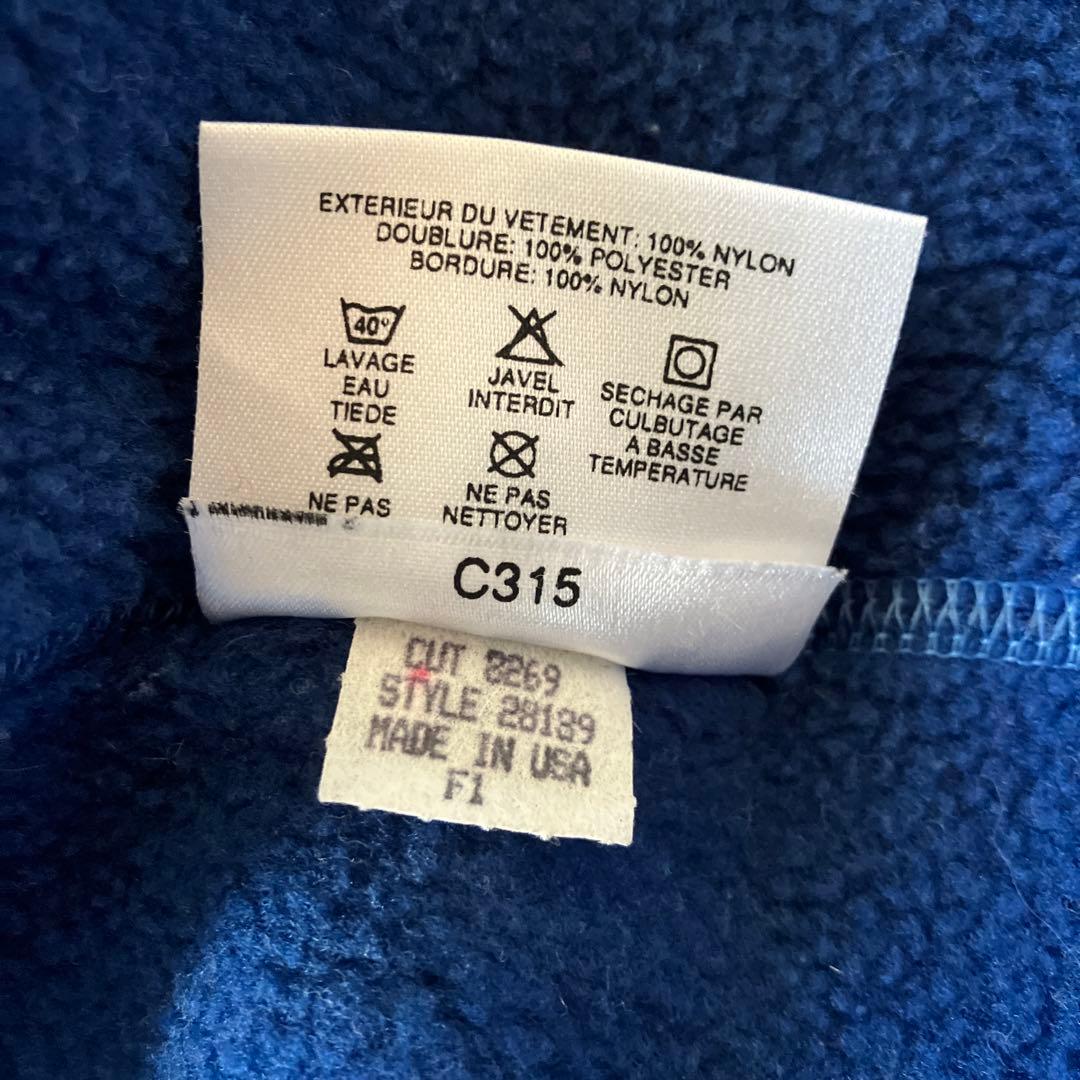 EXTERIEUR DU VETEMENT: 100% NYLON
DOUBLURE: 100% POLYESTER
BORDURE: 100% NYLON
40°
LAVAGE
EAU
TIEDE
JAVEL
INTERDIT
SECHAGE PAR
CULBUTAGE
A BASSE
TEMPERATURE
NE PAS
NE PAS
NETTOYER
C315
CUT 8269
STYLE 28189
MADE IN USA
F1